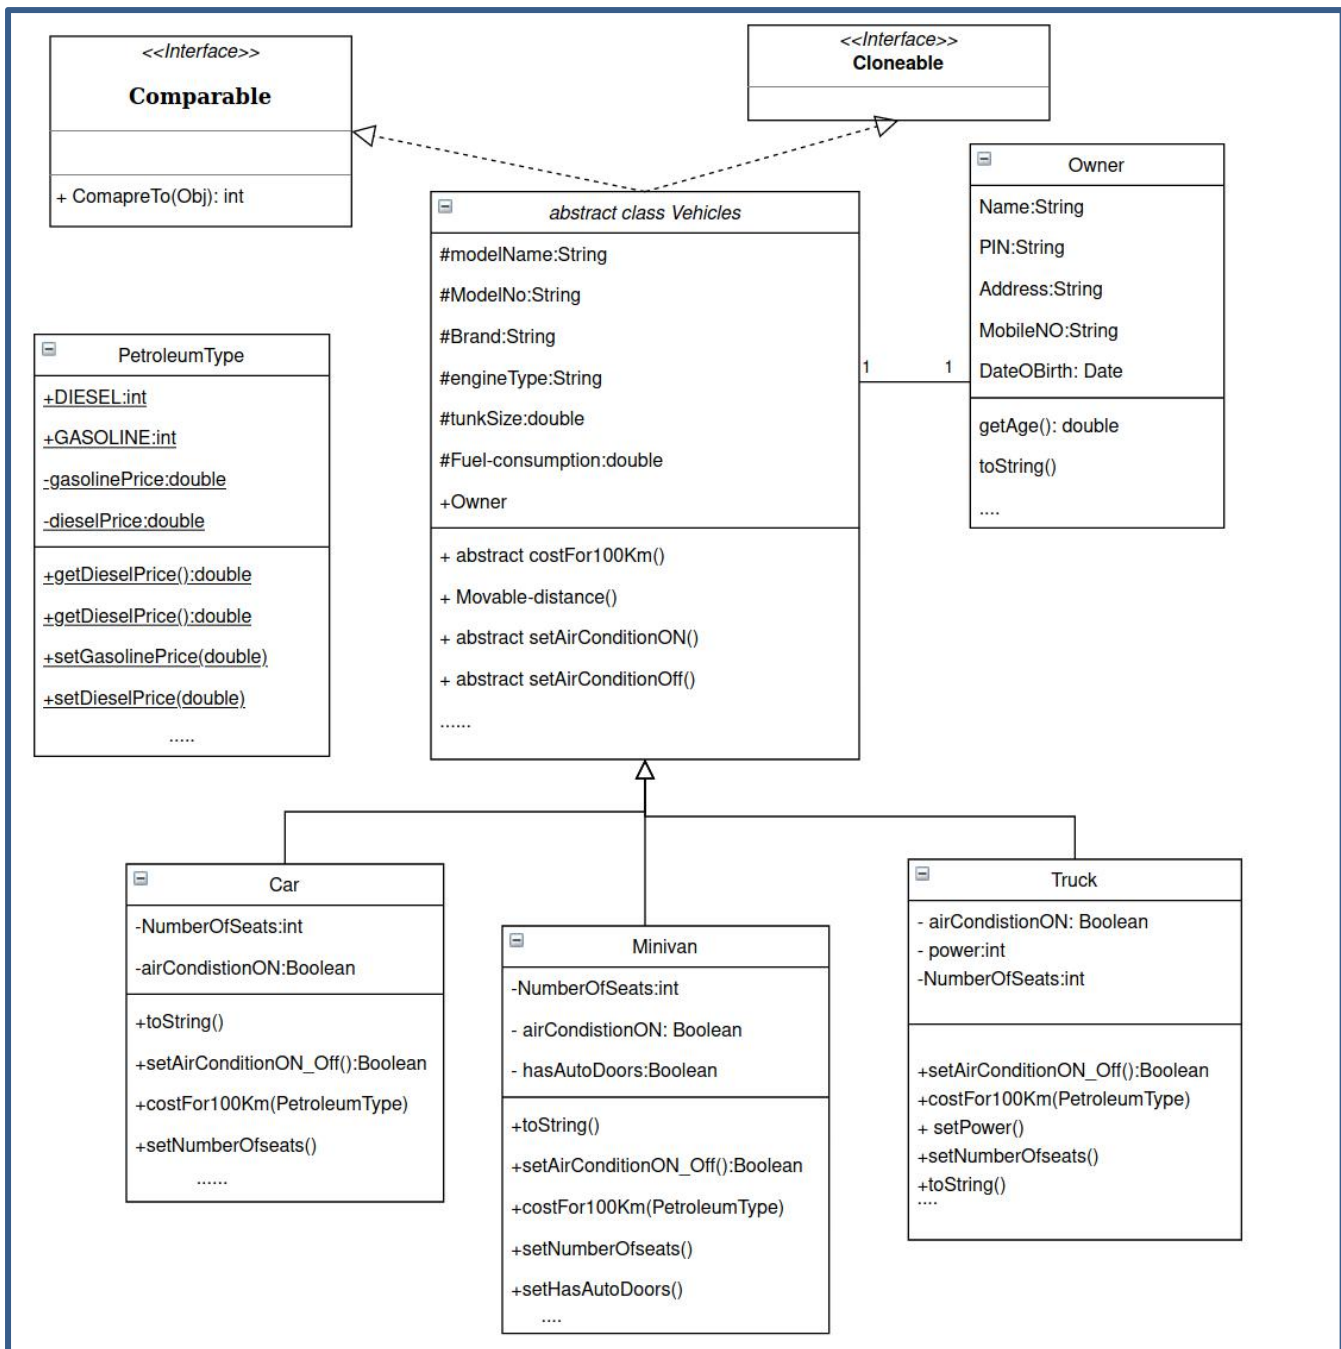 <<Interface>>
Comparable
+ ComapreTo(Obj): int
<<Interface>>
Cloneable
Owner
Name:String
PIN:String
Address:String
MobileNO:String
DateOBirth: Date
getAge(): double
toString()
....
abstract class Vehicles
#modelName:String
#ModelNo:String
#Brand:String
#engineType:String
#tunkSize:double
#Fuel-consumption:double
+Owner
+ abstract costFor100Km()
+ Movable-distance()
+ abstract setAirConditionON()
+ abstract setAirConditionOff()
......
1
1
PetroleumType
+DIESEL:int
+GASOLINE:int
-gasolinePrice:double
-dieselPrice:double
+getDieselPrice():double
+getDieselPrice():double
+setGasolinePrice(double)
+setDieselPrice(double)
.....
Car
-NumberOfSeats:int
-airCondistionON:Boolean
+toString()
+setAirConditionON_Off():Boolean
+costFor100Km(PetroleumType)
+setNumberOfseats()
......
Minivan
-NumberOfSeats:int
- airCondistionON: Boolean
- hasAutoDoors:Boolean
+toString()
+setAirConditionON_Off():Boolean
+costFor100Km(PetroleumType)
+setNumberOfseats()
+setHasAutoDoors()
....
Truck
- airCondistionON: Boolean
- power:int
-NumberOfSeats:int
+setAirConditionON_Off():Boolean
+costFor100Km(PetroleumType)
+ setPower()
+setNumberOfseats()
+toString()
....